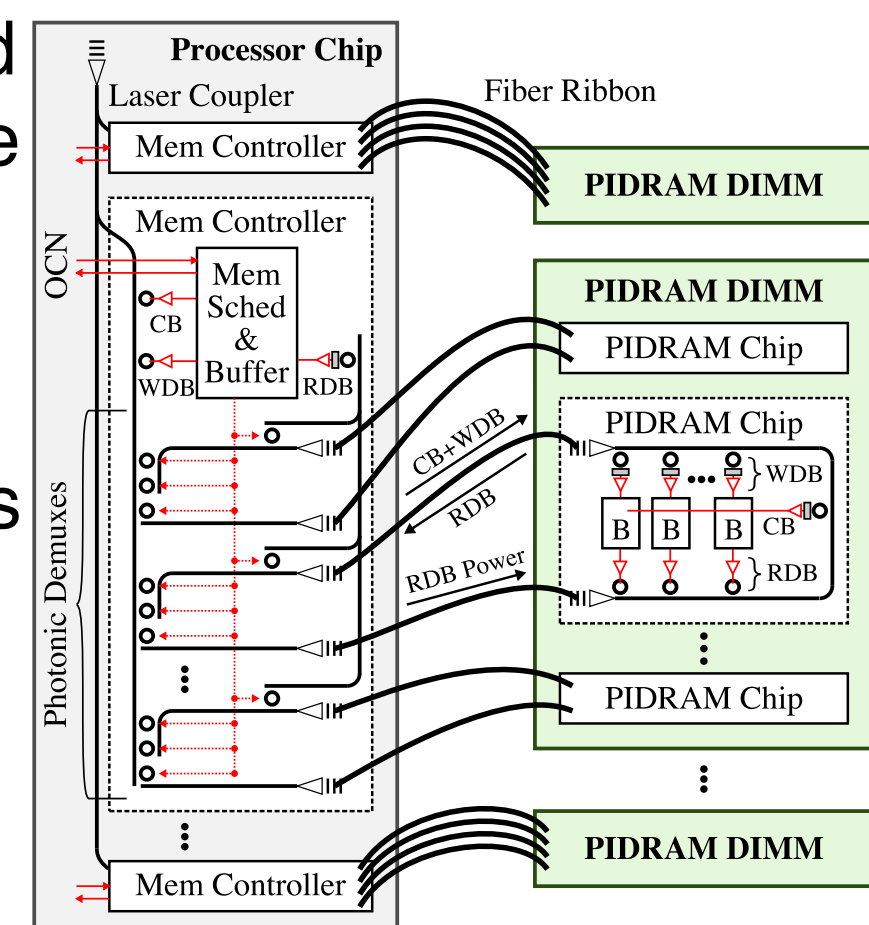 d
e
s
Processor Chip
Laser Coupler
Mem Controller
Fiber Ribbon
PIDRAM DIMM
Mem Controller
OCN
Mem
Sched
&
Buffer
CB
WDB
RDB
Photonic Demuxes
CB+WDB
RDB
RDB Power
PIDRAM DIMM
PIDRAM Chip
PIDRAM Chip
WDB
B
B
B
CB
RDB
PIDRAM Chip
Mem Controller
PIDRAM DIMM